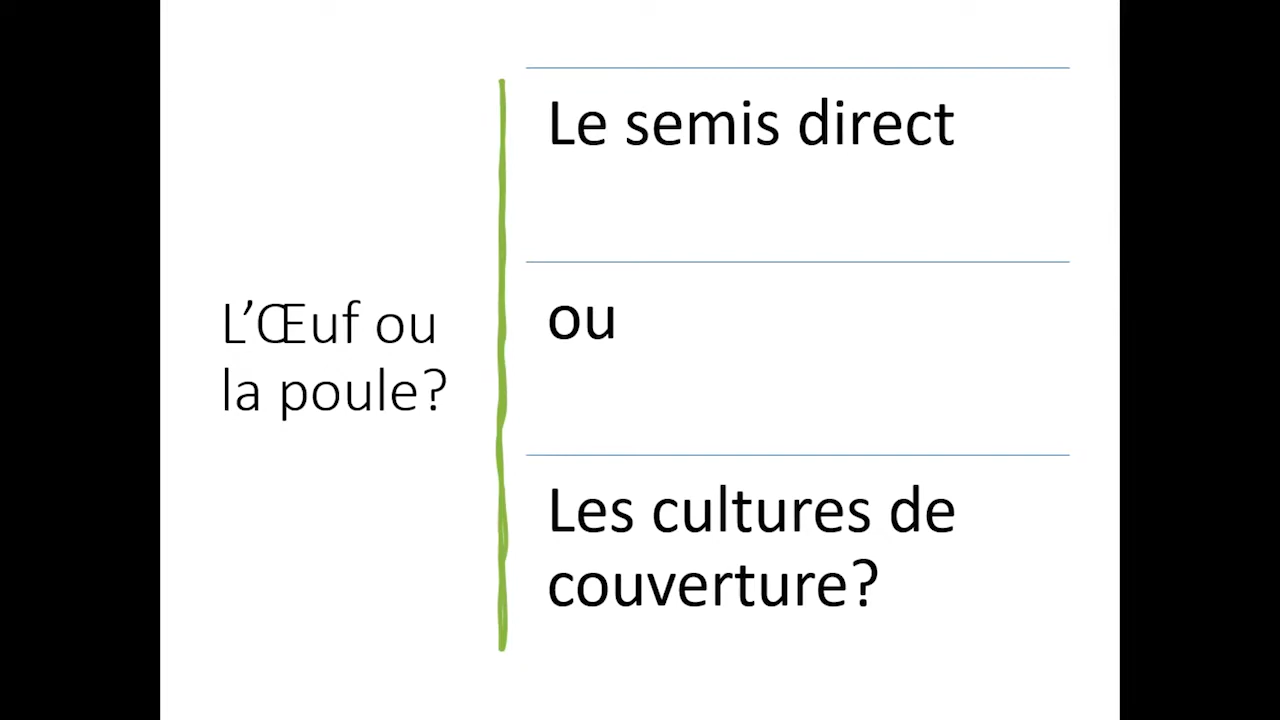 L'Œuf ou
la poule?
Le semis direct
ou
Les cultures de
couverture?